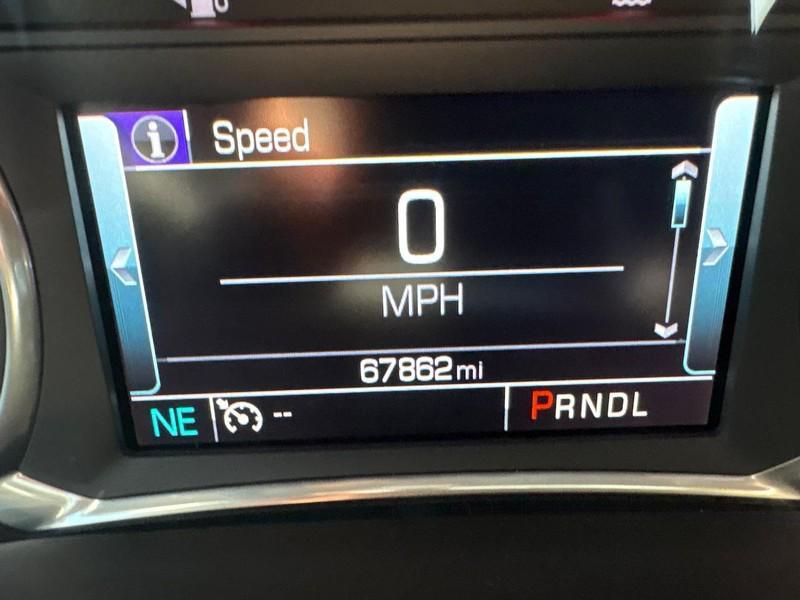 Speed
0
MPH
67862 mi
NE -- PRNDL